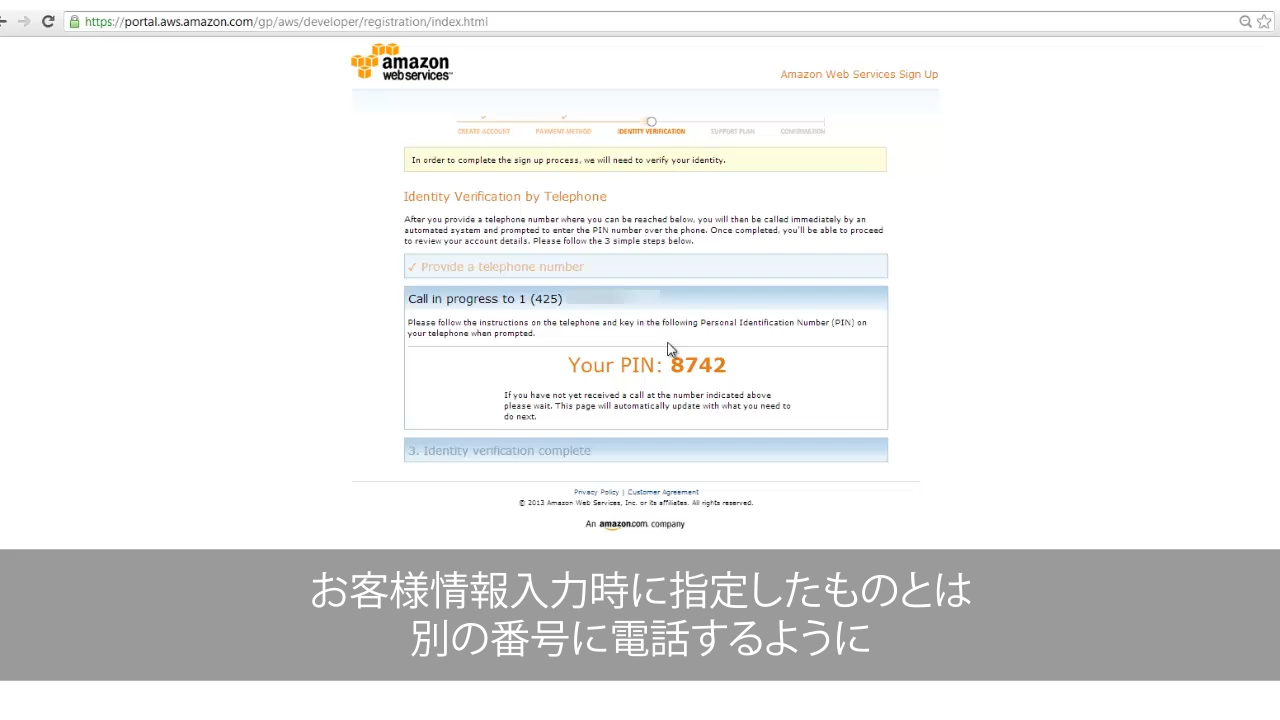 https://portal.aws.amazon.com/gp/aws/developer/registration/index.html
amazon
web services™
Amazon Web Services Sign Up
CREATE ACCOUNT PAYMENT METHOD IDENTITY VERIFICATION SUPPORT PLAN CONFIRMATION
In order to complete the sign up process, we will need to verify your identity.
Identity Verification by Telephone
After you provide a telephone number where you can be reached below, you will then be called immediately by an
automated system and prompted to enter the PIN number over the phone. Once completed, you'll be able to proceed
to review your account details. Please follow the 3 simple steps below.
✓ Provide a telephone number
Call in progress to 1 (425)
Please follow the instructions on the telephone and key in the following Personal Identification Number (PIN) on
your telephone when prompted.
Your PIN: 8742
If you have not yet received a call at the number indicated above
please wait. This page will automatically update with what you need to
do next.
3. Identity verification complete
Privacy Policy | Customer Agreement
© 2013 Amazon Web Services, Inc. or its affiliates. All rights reserved.
An amazon.com. company
お客様情報入力時に指定したものとは
別の番号に電話するように